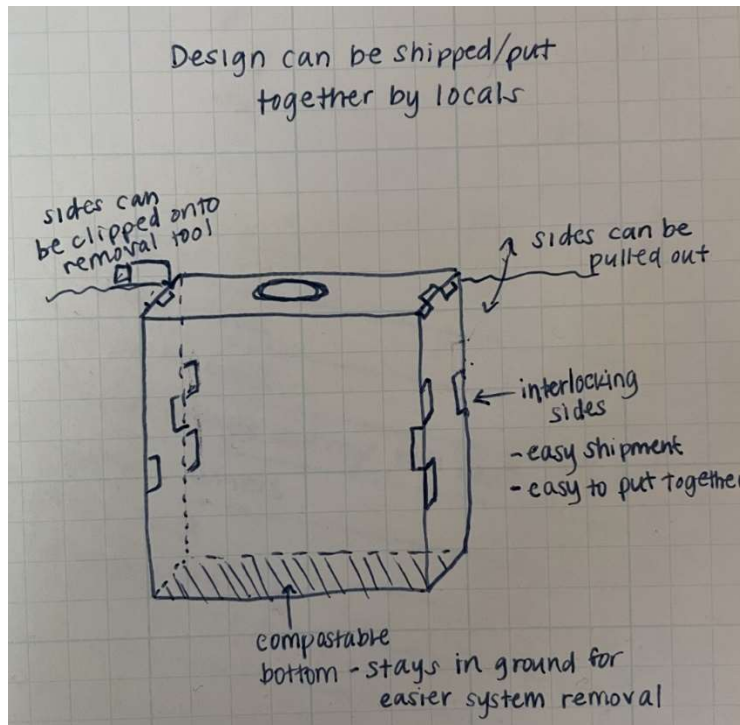 Design can be shipped/put
together by locals
sides can
be clipped onto
removal tool
sides can be
pulled out
interlocking
sides
-easy shipment
-easy to put together
compastable
bottom - stays in ground for
easier system removal